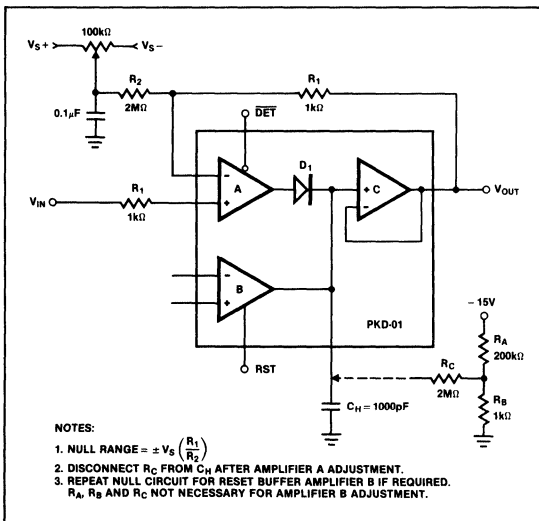 100kΩ
VS+
VS−
R2
2MΩ
R1
1kΩ
0.1μF
DET
D1
−
A
+
+
C
−
VOUT
VIN
R1
1kΩ
−
B
+
PKD-01
− 15V
RA
200kΩ
RC
2MΩ
RB
1kΩ
RST
CH = 1000pF
NOTES:
1. NULL RANGE = ± VS (R1/R2)
2. DISCONNECT RC FROM CH AFTER AMPLIFIER A ADJUSTMENT.
3. REPEAT NULL CIRCUIT FOR RESET BUFFER AMPLIFIER B IF REQUIRED.
RA, RB AND RC NOT NECESSARY FOR AMPLIFIER B ADJUSTMENT.